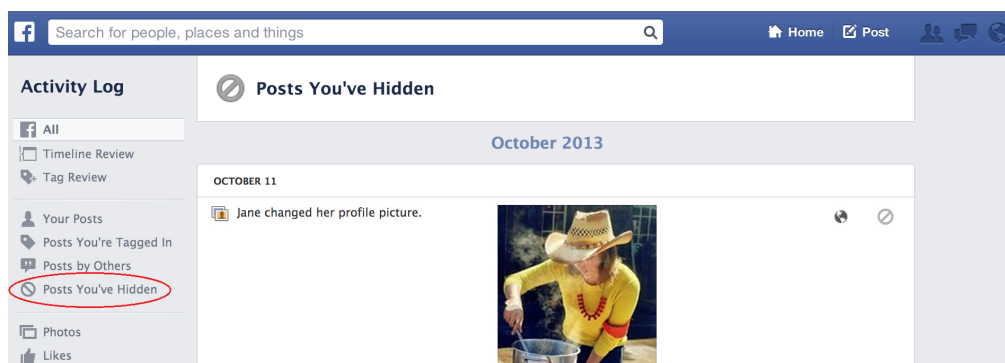 Search for people, places and things
Home
Post
Activity Log
All
Timeline Review
Tag Review
Your Posts
Posts You're Tagged In
Posts by Others
Posts You've Hidden
Photos
Likes
Posts You've Hidden
October 2013
OCTOBER 11
Jane changed her profile picture.